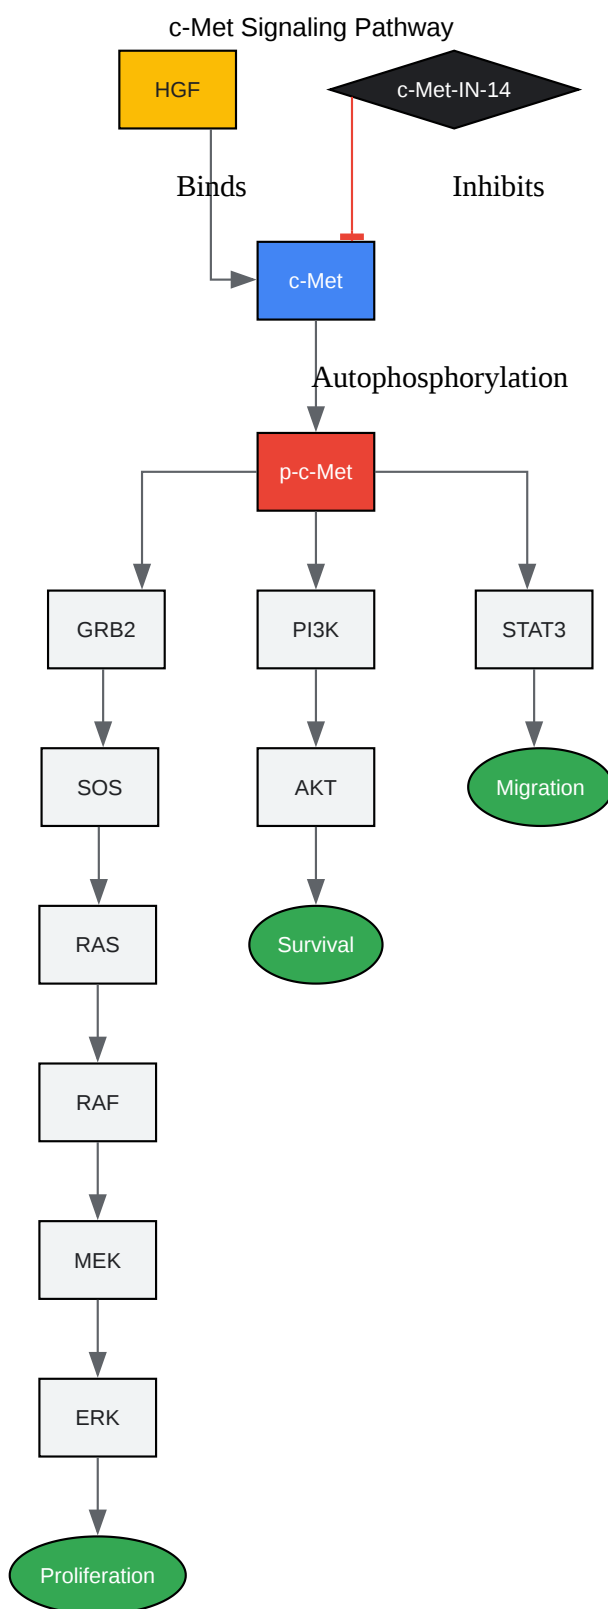 c-Met Signaling Pathway
HGF
c-Met-IN-14
Binds
Inhibits
c-Met
Autophosphorylation
p-c-Met
GRB2
PI3K
STAT3
SOS
AKT
Migration
RAS
Survival
RAF
MEK
ERK
Proliferation